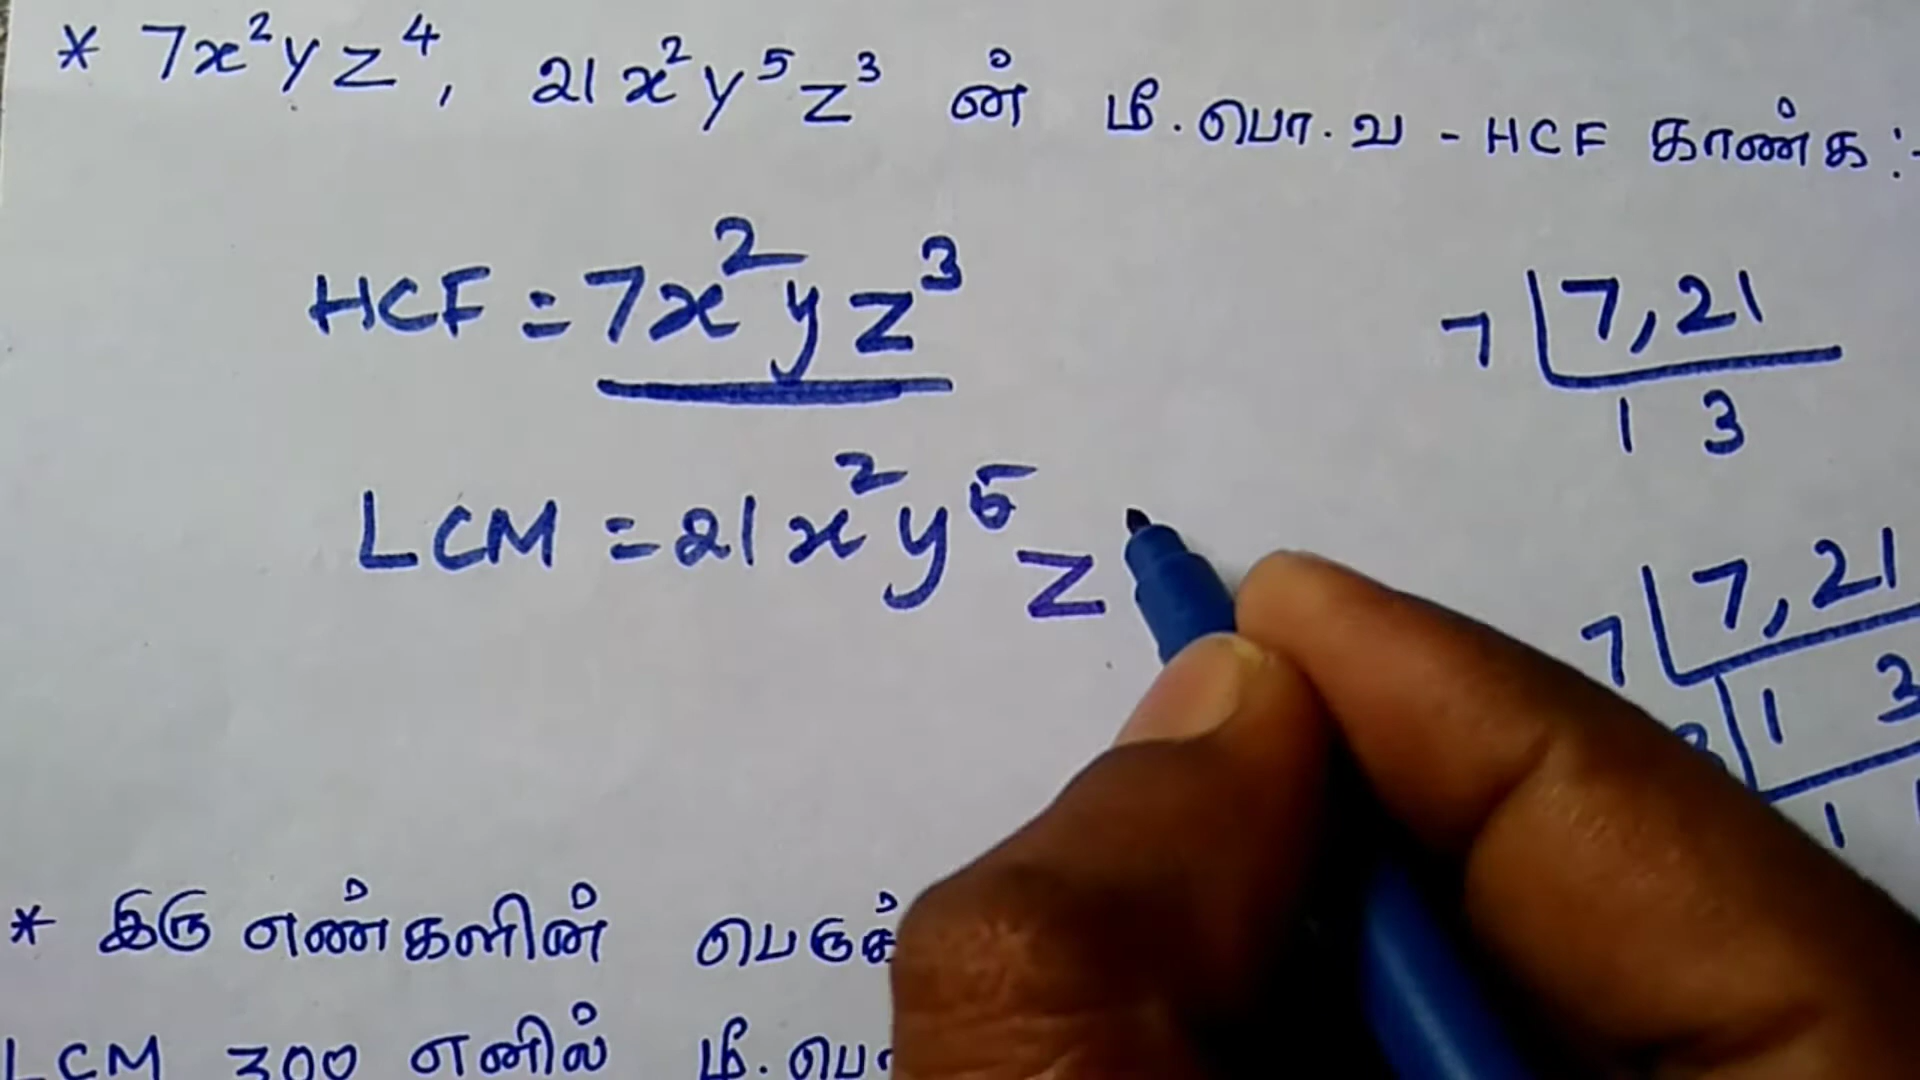 * 7x²yz⁴, 21x²y⁵z³ ன் மீ.பொ.வ - HCF காண்க :-
HCF = 7x²yz³
7 | 7, 21
1 3
LCM = 21x²y⁵z
7 | 7, 21
1 3
1
* இரு எண்களின்
LCM 300 எனில் மீ.பொ